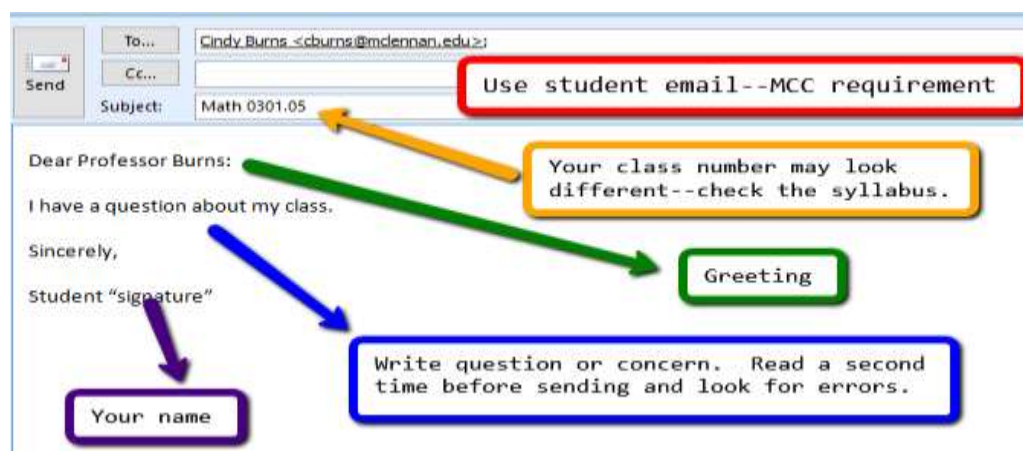 To...
Cindy Burns <cburns@mclennan.edu>;
Cc...
Send
Use student email--MCC requirement
Subject:
Math 0301.05
Dear Professor Burns:
Your class number may look
different--check the syllabus.
I have a question about my class.
Sincerely,
Greeting
Student “signature”
Write question or concern. Read a second
time before sending and look for errors.
Your name